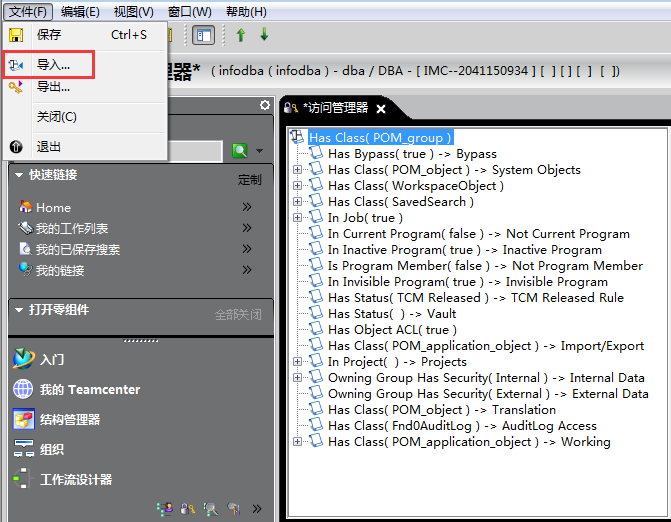 文件(F) 编辑(E) 视图(V) 窗口(W) 帮助(H)
保存 Ctrl+S
导入...
导出...
关闭(C)
退出
理器* ( infodba ( infodba ) - dba / DBA - [ IMC--2041150934 ] [ ] [ ] [ ] [ ])
快速链接 定制
Home
我的工作列表
我的已保存搜索
我的链接
打开零组件 全部关闭
入门
我的 Teamcenter
结构管理器
组织
工作流设计器
*访问管理器
Has Class( POM_group )
Has Bypass( true ) -> Bypass
Has Class( POM_object ) -> System Objects
Has Class( WorkspaceObject )
Has Class( SavedSearch )
In Job( true )
In Current Program( false ) -> Not Current Program
In Inactive Program( true ) -> Inactive Program
Is Program Member( false ) -> Not Program Member
In Invisible Program( true ) -> Invisible Program
Has Status( TCM Released ) -> TCM Released Rule
Has Status( ) -> Vault
Has Object ACL( true )
Has Class( POM_application_object ) -> Import/Export
In Project( ) -> Projects
Owning Group Has Security( Internal ) -> Internal Data
Owning Group Has Security( External ) -> External Data
Has Class( POM_object ) -> Translation
Has Class( Fnd0AuditLog ) -> AuditLog Access
Has Class( POM_application_object ) -> Working